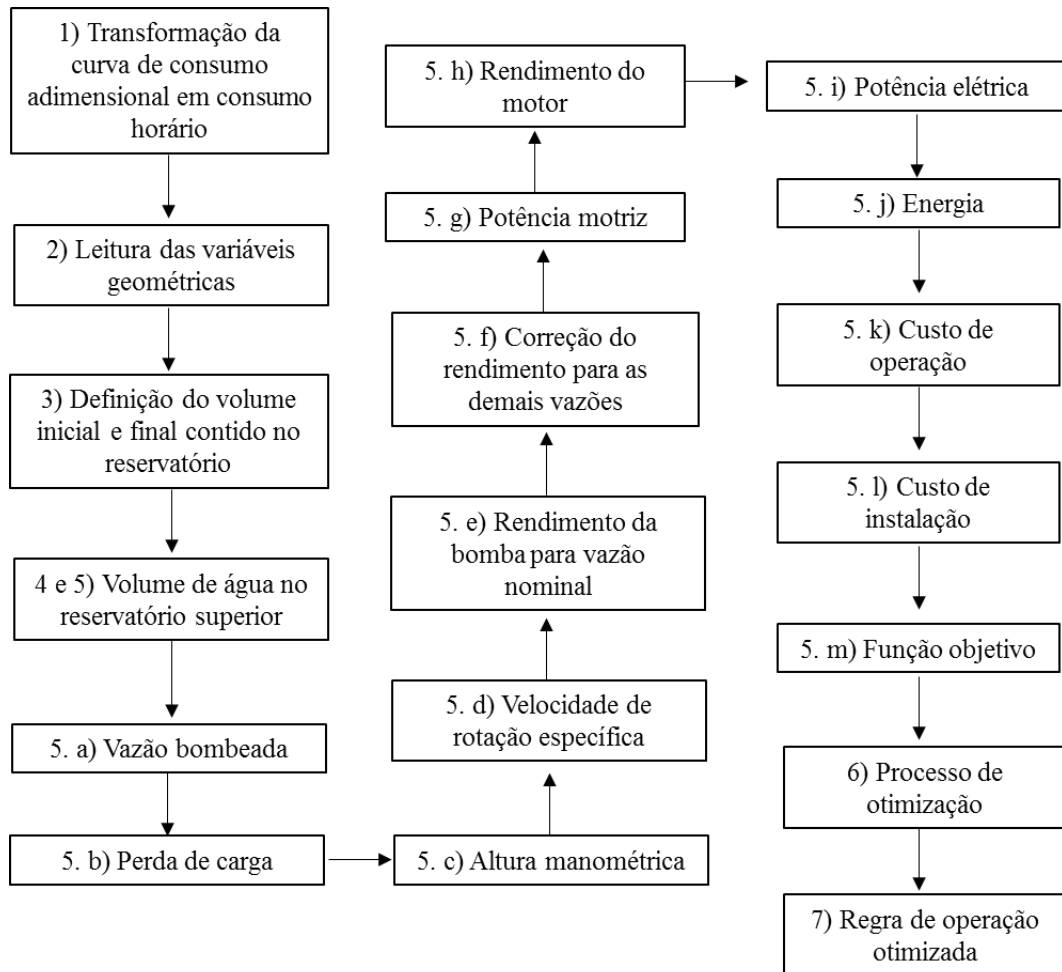 1) Transformação da
curva de consumo
adimensional em consumo
horário
2) Leitura das variáveis
geométricas
3) Definição do volume
inicial e final contido no
reservatório
4 e 5) Volume de água no
reservatório superior
5. a) Vazão bombeada
5. b) Perda de carga
5. c) Altura manométrica
5. d) Velocidade de
rotação específica
5. e) Rendimento da
bomba para vazão
nominal
5. f) Correção do
rendimento para as
demais vazões
5. g) Potência motriz
5. h) Rendimento do
motor
5. i) Potência elétrica
5. j) Energia
5. k) Custo de
operação
5. l) Custo de
instalação
5. m) Função objetivo
6) Processo de
otimização
7) Regra de operação
otimizada